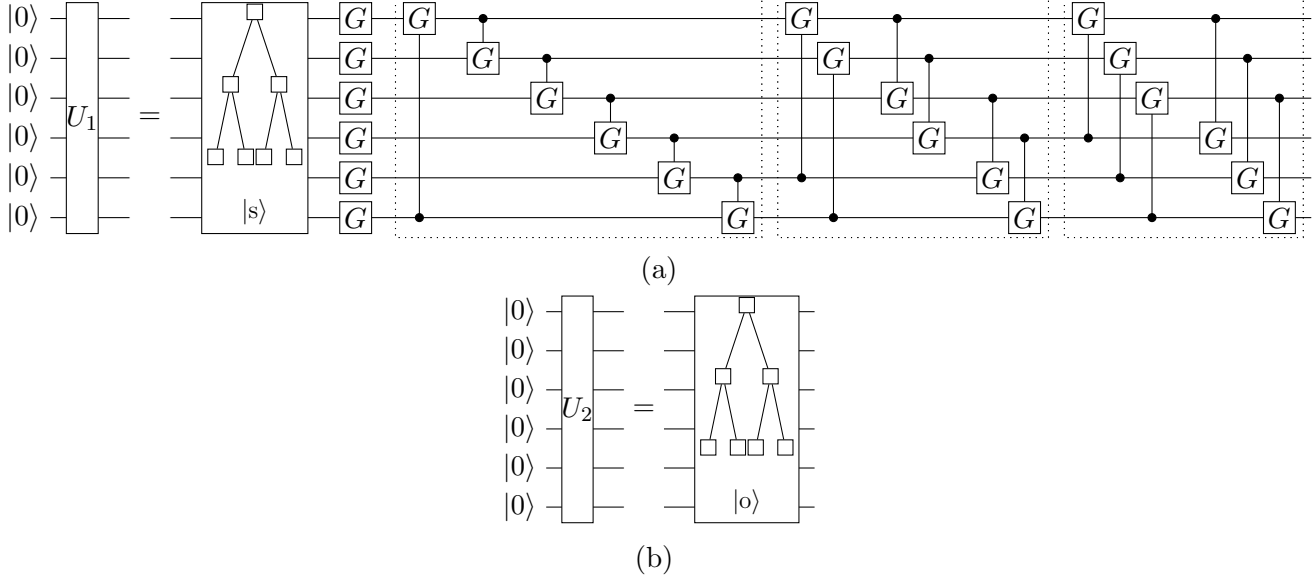 |0⟩ G G G G
|0⟩ G G G G
|0⟩ G G G G
|0⟩ U₁ = G G G G
|0⟩ G G G G
|0⟩ |s⟩ G G G G
(a)
|0⟩
|0⟩
|0⟩
|0⟩ U₂ =
|0⟩
|0⟩ |o⟩
(b)